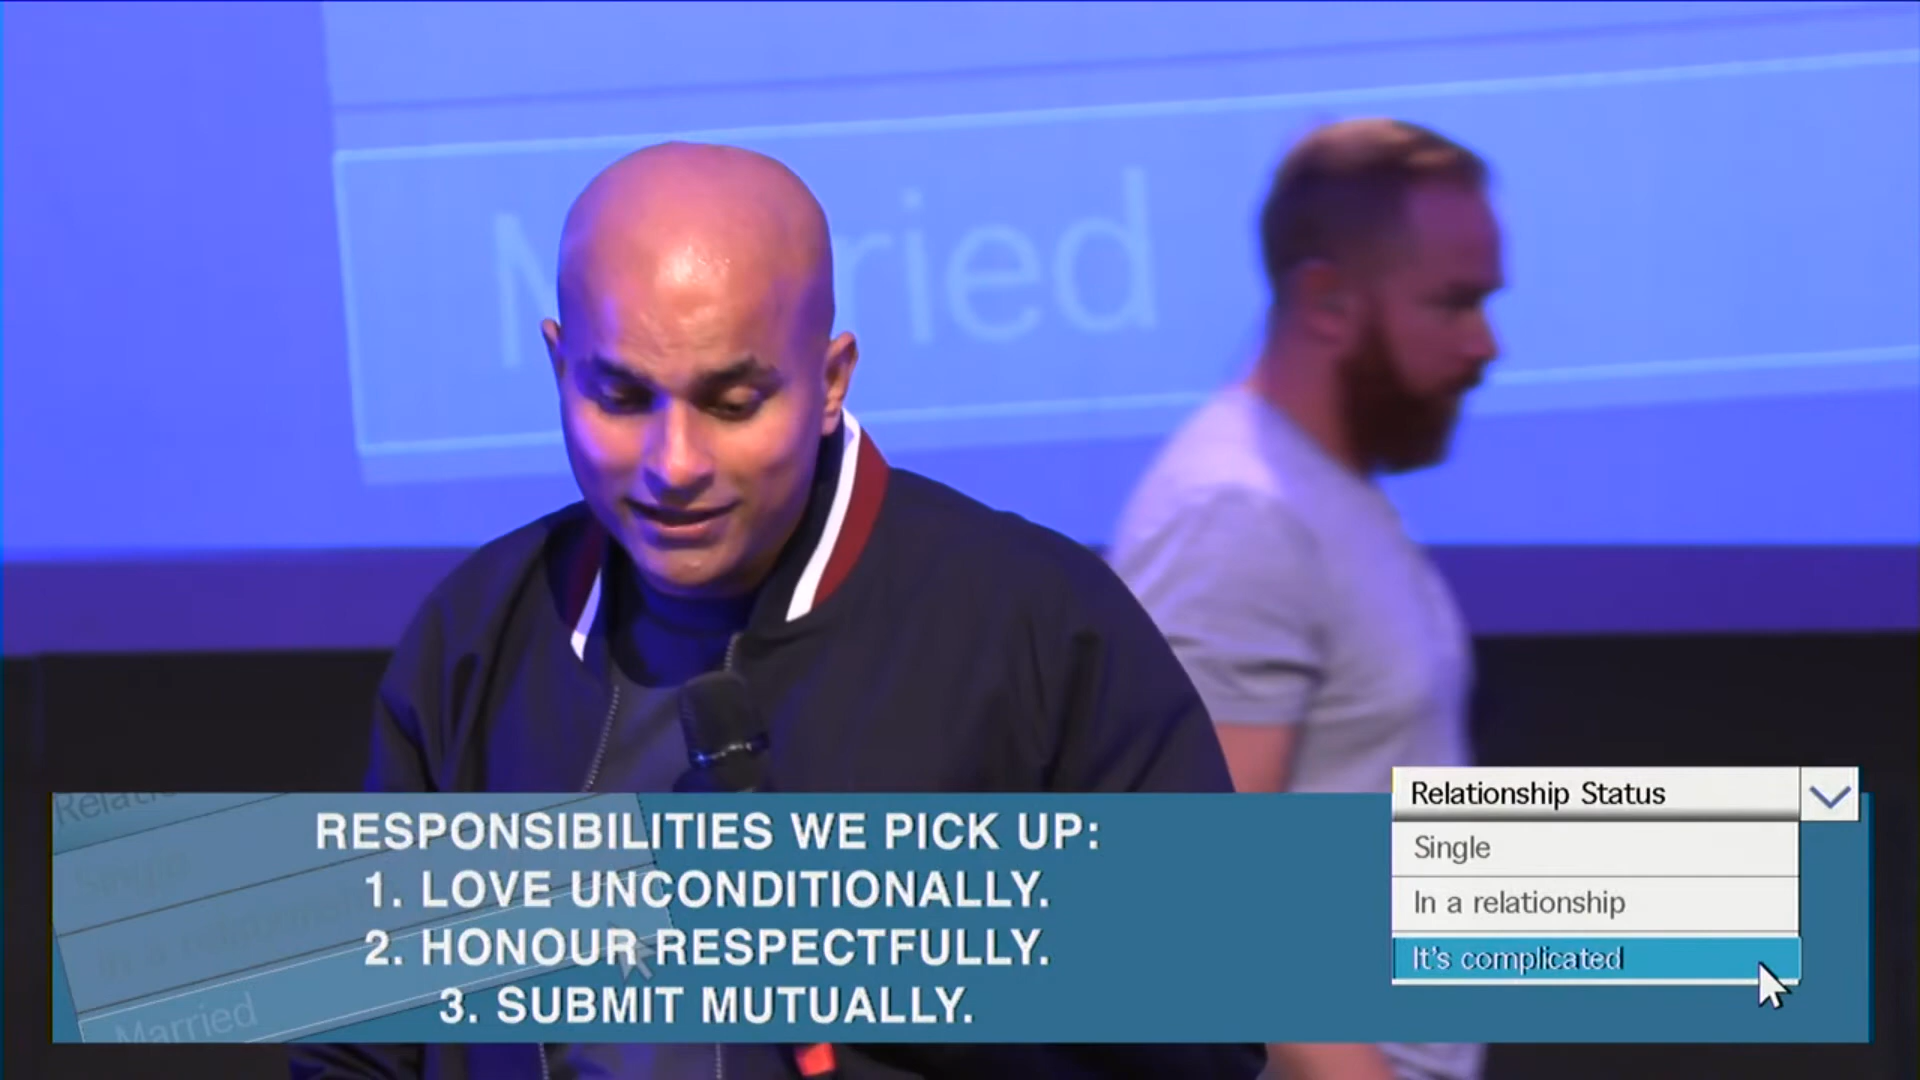 Married
RESPONSIBILITIES WE PICK UP:
1. LOVE UNCONDITIONALLY.
2. HONOUR RESPECTFULLY.
3. SUBMIT MUTUALLY.
Married
Relationship Status
Single
In a relationship
It's complicated